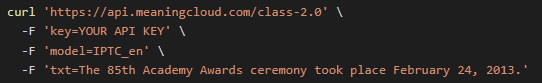 curl 'https://api.meaningcloud.com/class-2.0' \
-F 'key=YOUR API KEY' \
-F 'model=IPTC_en' \
-F 'txt=The 85th Academy Awards ceremony took place February 24, 2013.'